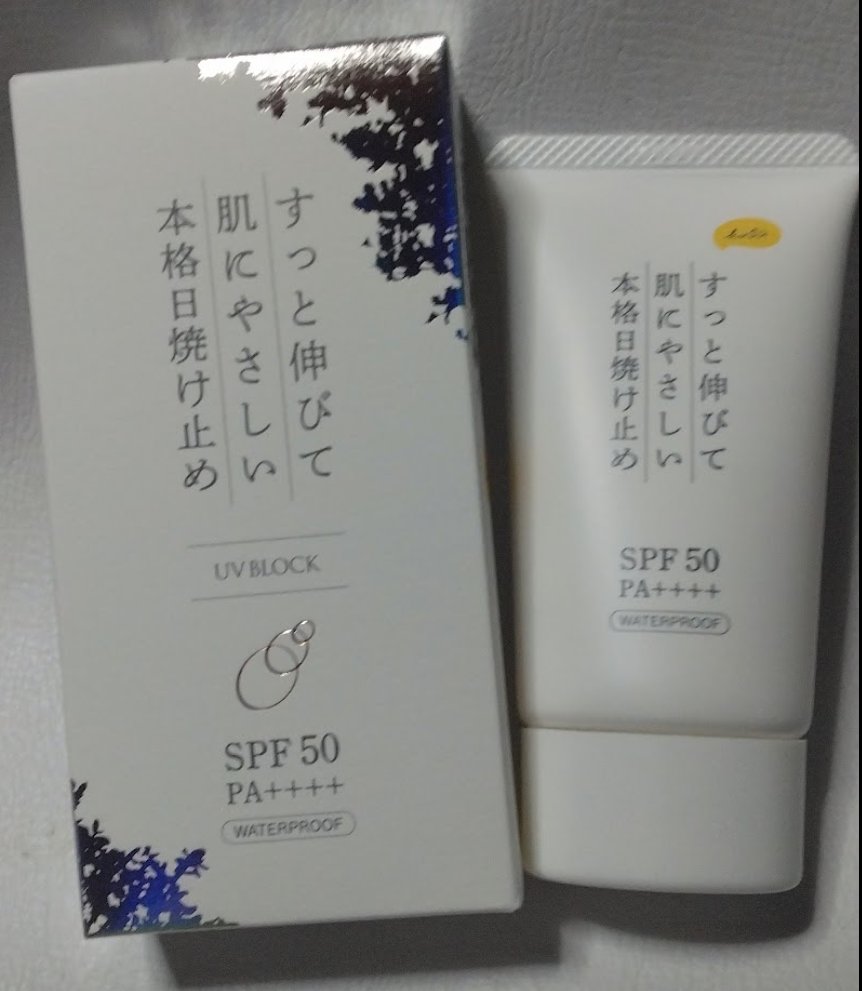 すっと伸びて
肌にやさしい
本格日焼け止め
UV BLOCK
SPF 50
PA++++
WATERPROOF
すっと伸びて
肌にやさしい
本格日焼け止め
SPF 50
PA++++
WATERPROOF